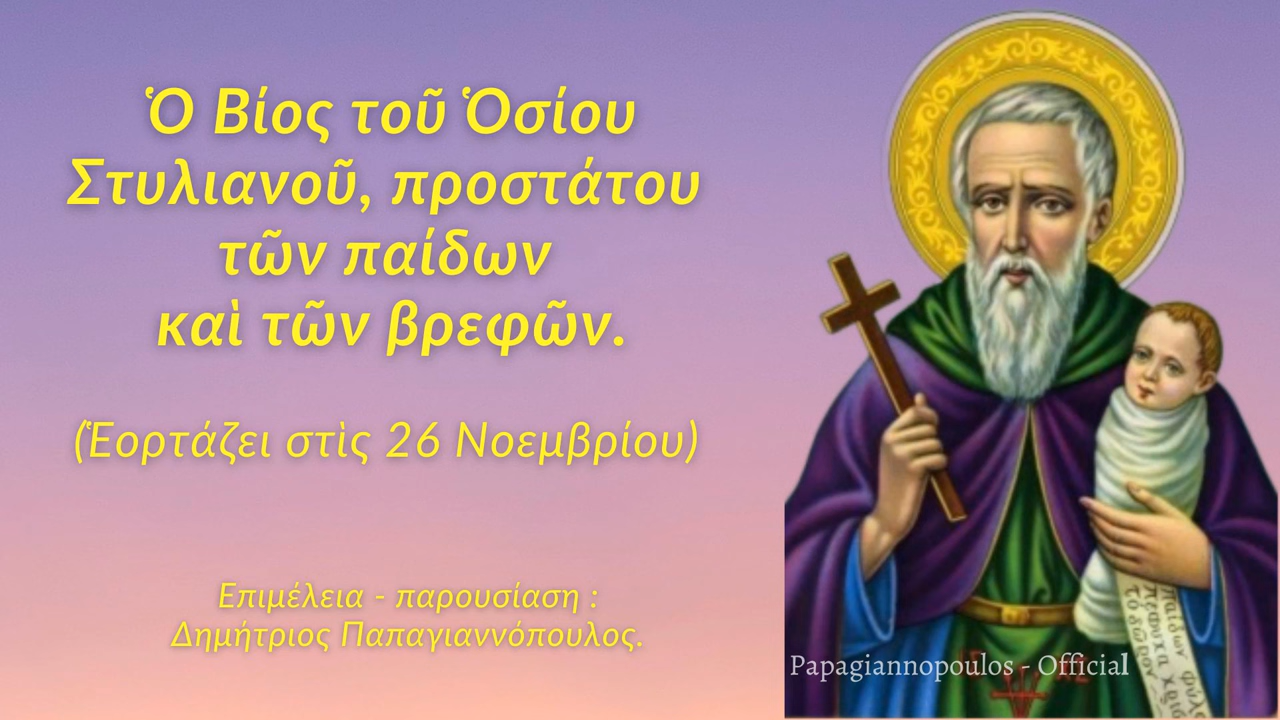 Ὁ Βίος τοῦ Ὁσίου
Στυλιανοῦ, προστάτου
τῶν παίδων
καὶ τῶν βρεφῶν.
(Ἑορτάζει στὶς 26 Νοεμβρίου)
Επιμέλεια - παρουσίαση :
Δημήτριος Παπαγιαννόπουλος.
Papagiannopoulos - Official